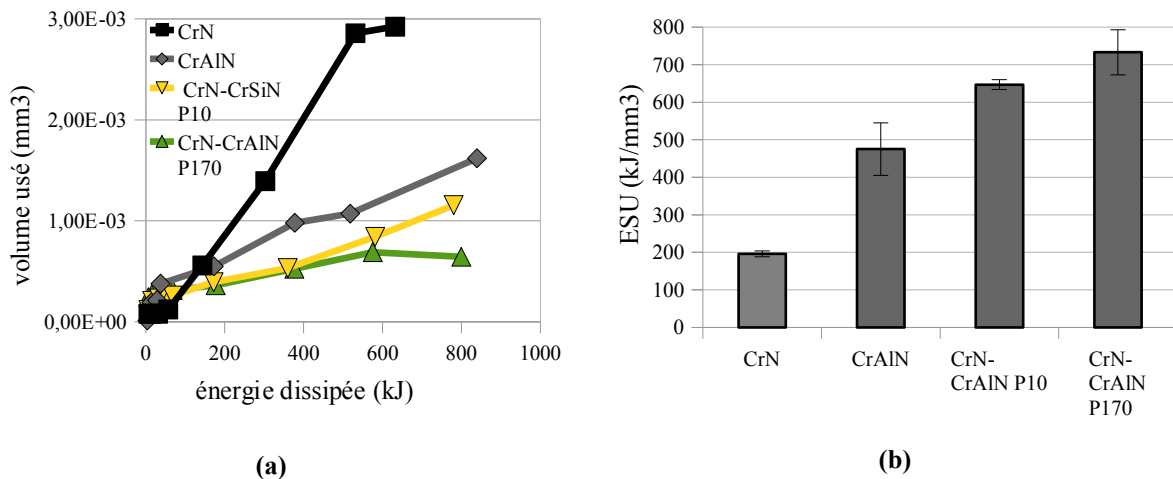 3,00E-03
2,00E-03
1,00E-03
0,00E+00
volume usé (mm3)
CrN
CrAlN
CrN-CrSiN
P10
CrN-CrAlN
P170
0 200 400 600 800 1000
énergie dissipée (kJ)
(a)
800
700
600
500
400
300
200
100
0
ESU (kJ/mm3)
CrN CrAlN CrN- CrN-
CrAlN P10 CrAlN
P170
(b)